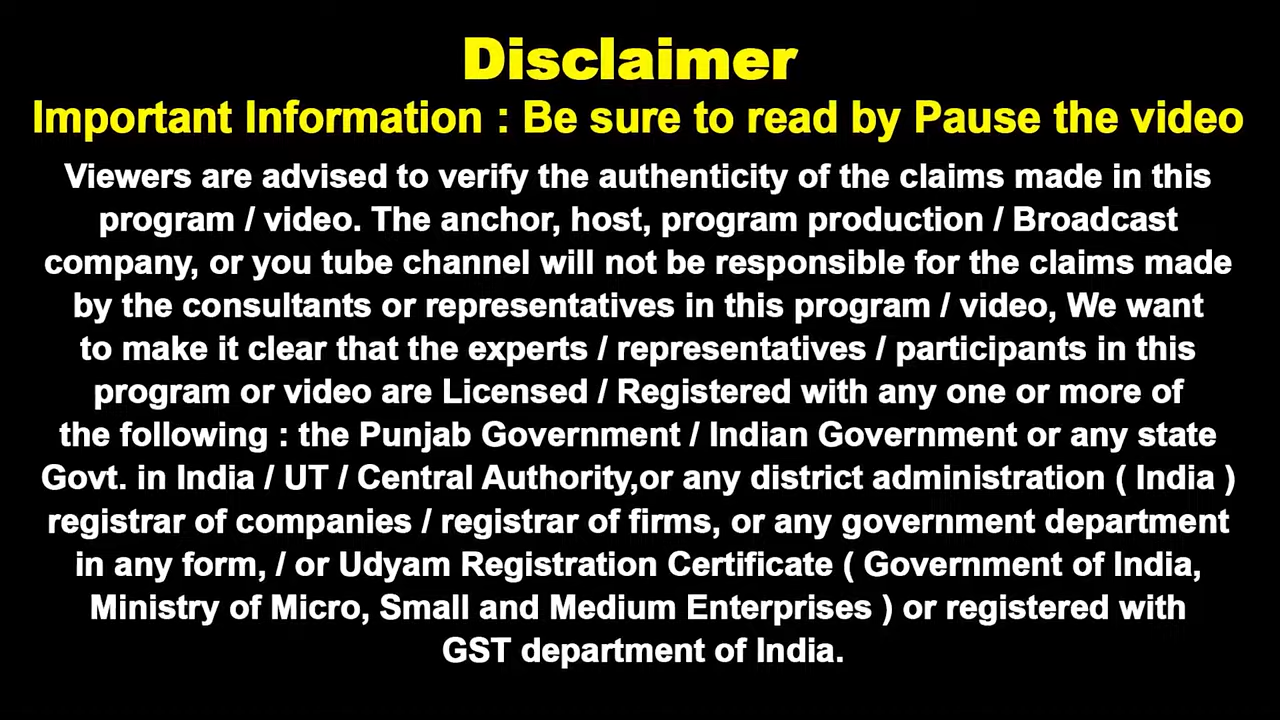 Disclaimer
Important Information : Be sure to read by Pause the video
Viewers are advised to verify the authenticity of the claims made in this
program / video. The anchor, host, program production / Broadcast
company, or you tube channel will not be responsible for the claims made
by the consultants or representatives in this program / video, We want
to make it clear that the experts / representatives / participants in this
program or video are Licensed / Registered with any one or more of
the following : the Punjab Government / Indian Government or any state
Govt. in India / UT / Central Authority,or any district administration ( India )
registrar of companies / registrar of firms, or any government department
in any form, / or Udyam Registration Certificate ( Government of India,
Ministry of Micro, Small and Medium Enterprises ) or registered with
GST department of India.